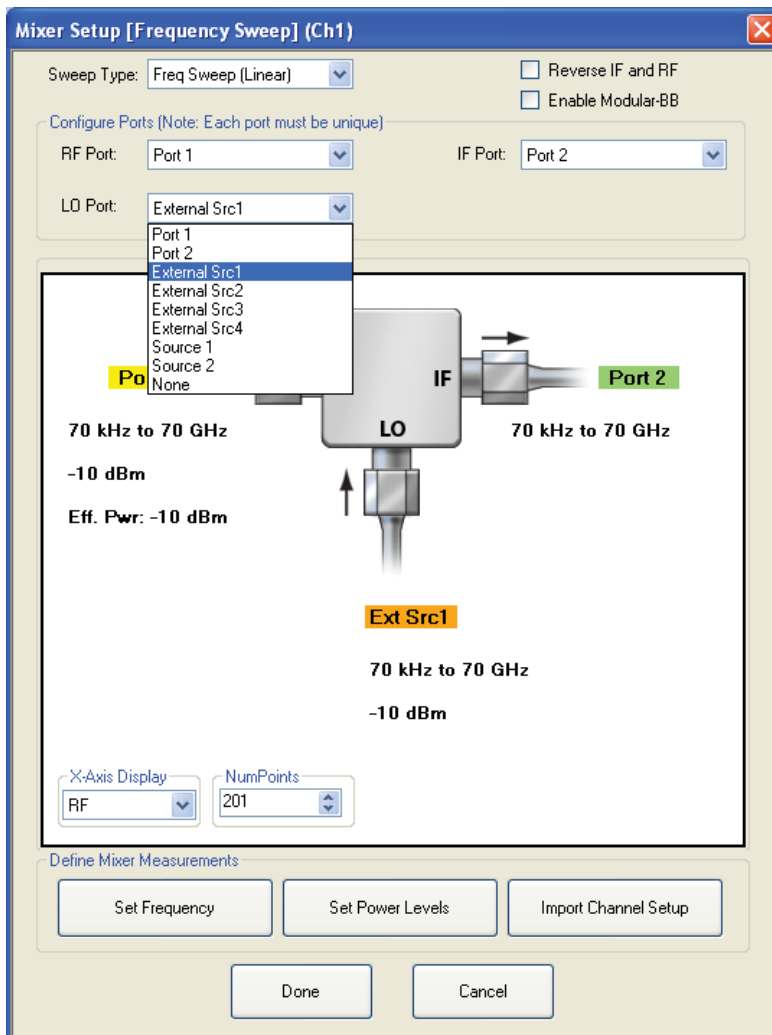 Mixer Setup [Frequency Sweep] (Ch1)
Sweep Type: Freq Sweep (Linear)
Reverse IF and RF
Enable Modular-BB
Configure Ports (Note: Each port must be unique)
RF Port: Port 1
IF Port: Port 2
LO Port: External Src1
Port 1
Port 2
External Src1
External Src2
External Src3
External Src4
Source 1
Source 2
None
Po
IF
Port 2
LO
70 kHz to 70 GHz
70 kHz to 70 GHz
-10 dBm
Eff. Pwr: -10 dBm
Ext Src1
70 kHz to 70 GHz
-10 dBm
X-Axis Display
RF
NumPoints
201
Define Mixer Measurements
Set Frequency
Set Power Levels
Import Channel Setup
Done
Cancel